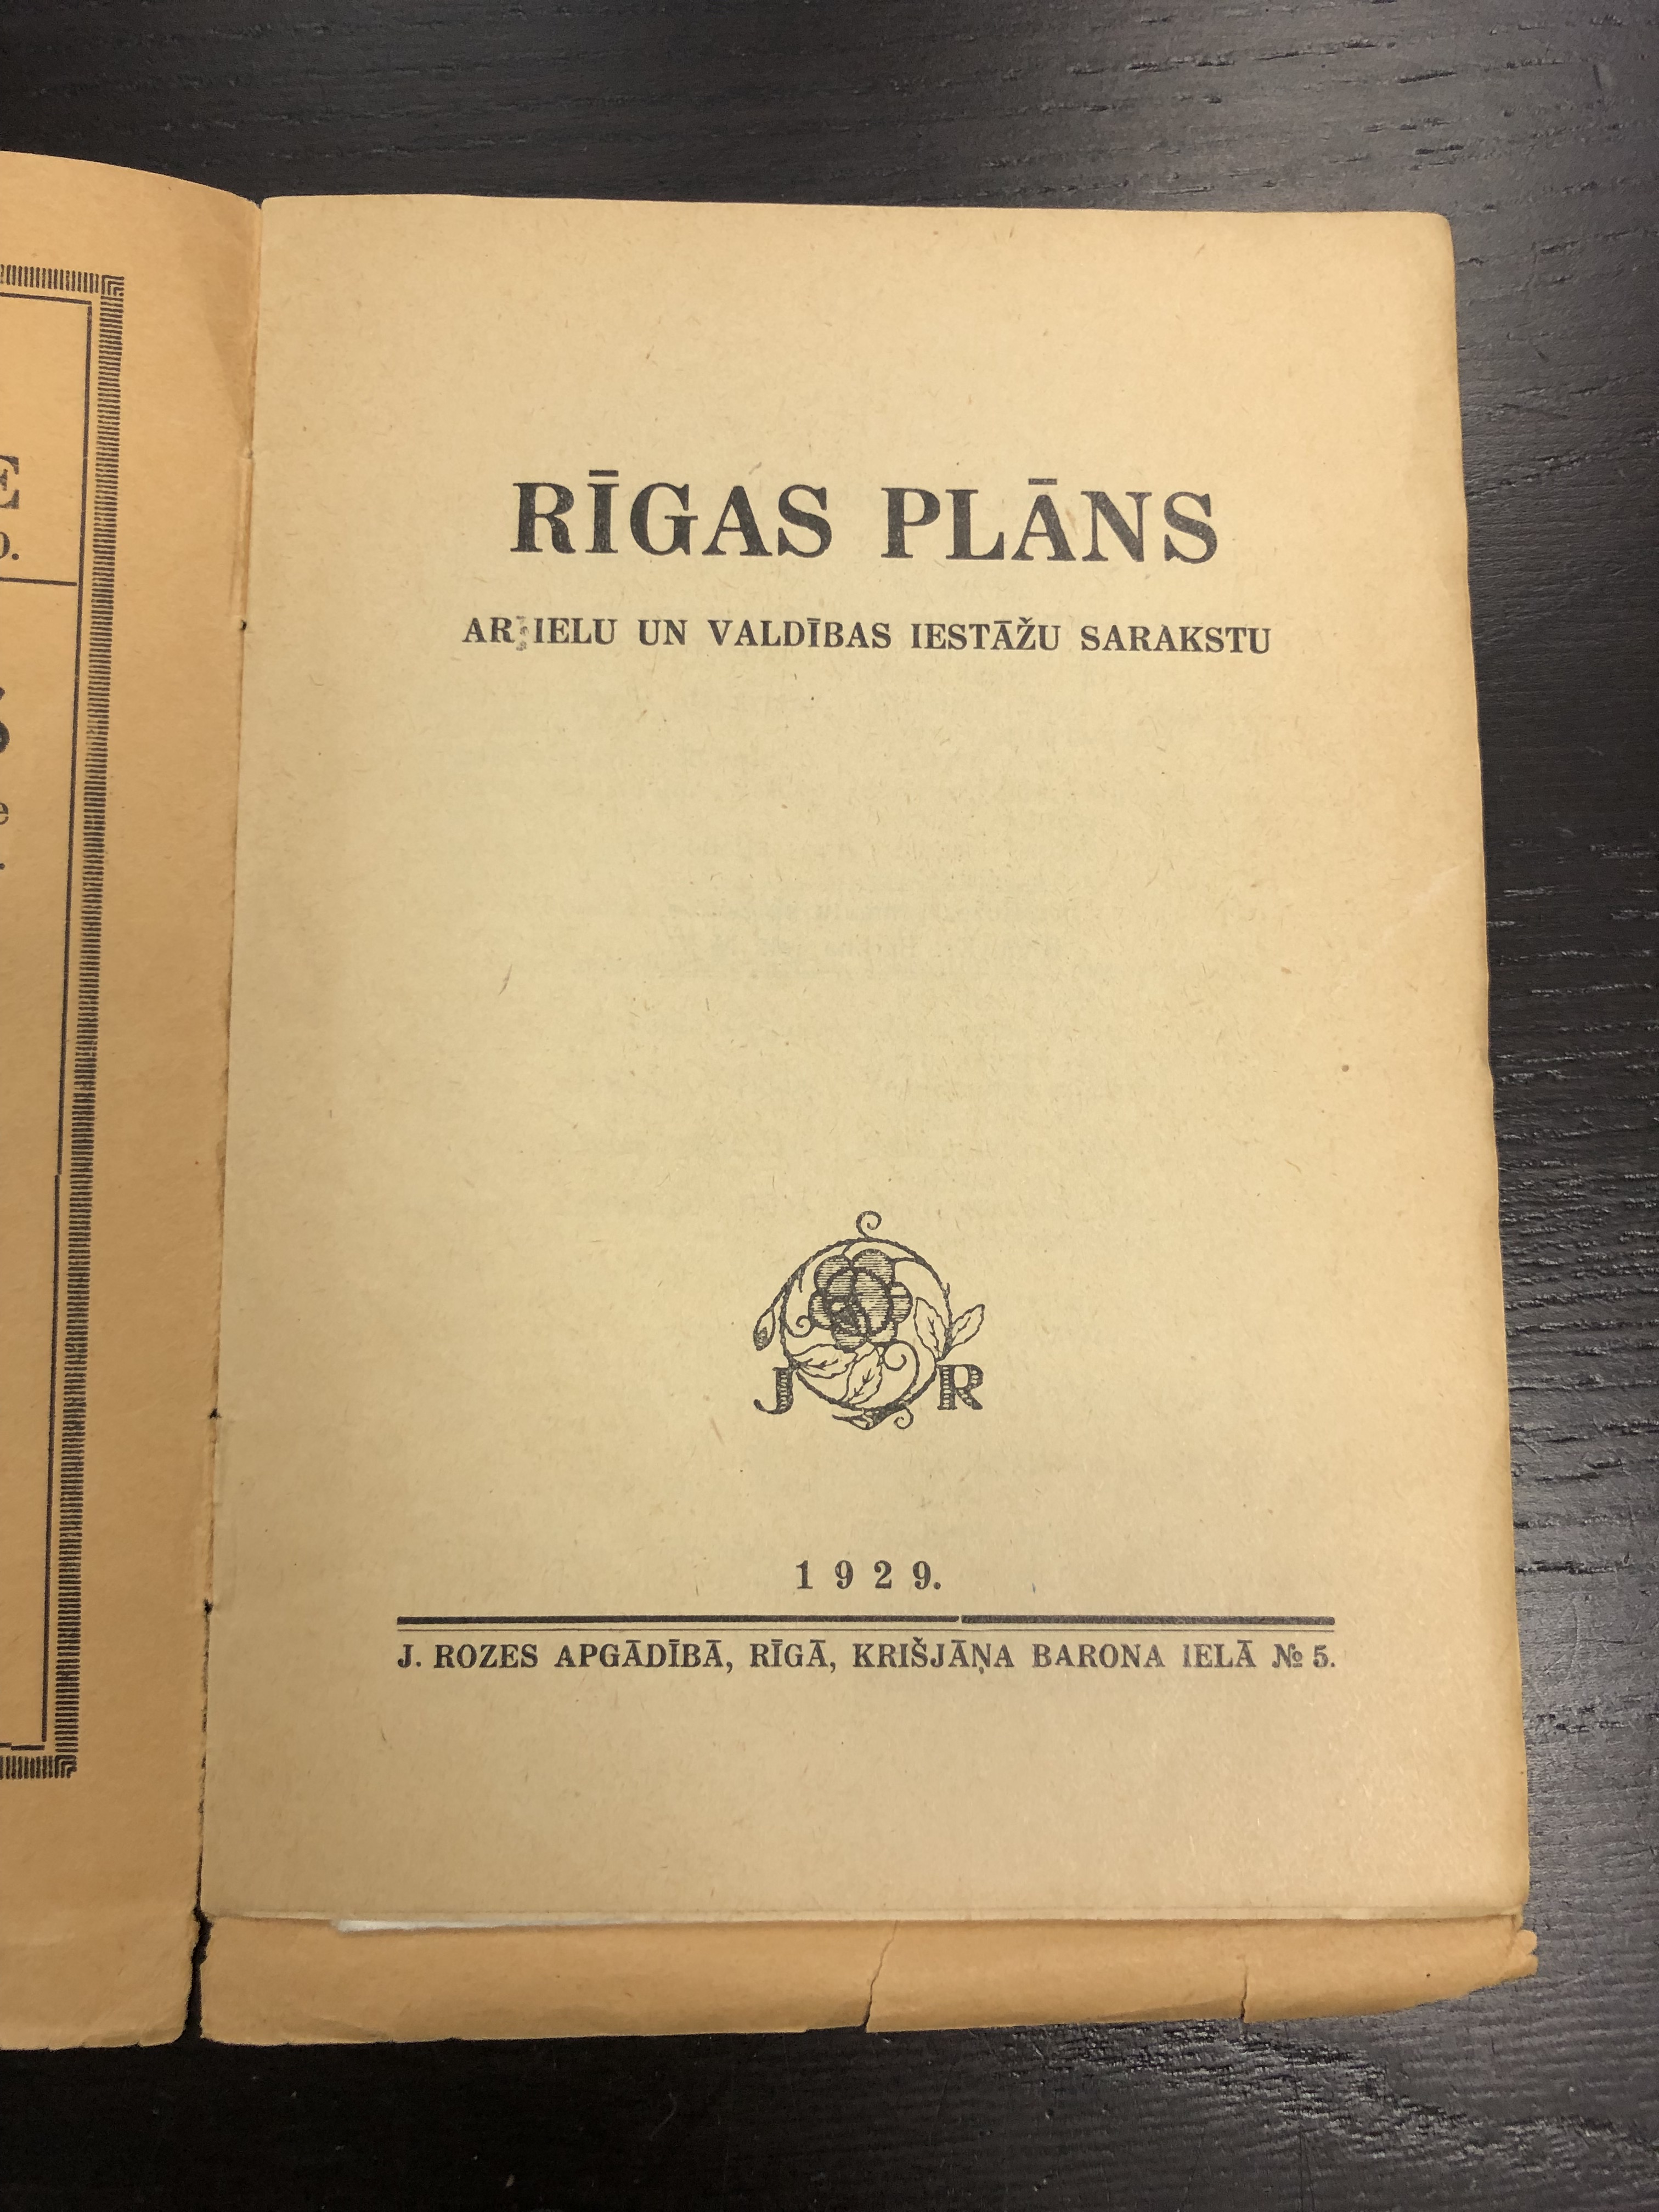 RĪGAS PLĀNS
AR IELU UN VALDĪBAS IESTĀŽU SARAKSTU
J R
1929.
J. ROZES APGĀDĪBĀ, RĪGĀ, KRIŠJĀŅA BARONA IELĀ № 5.